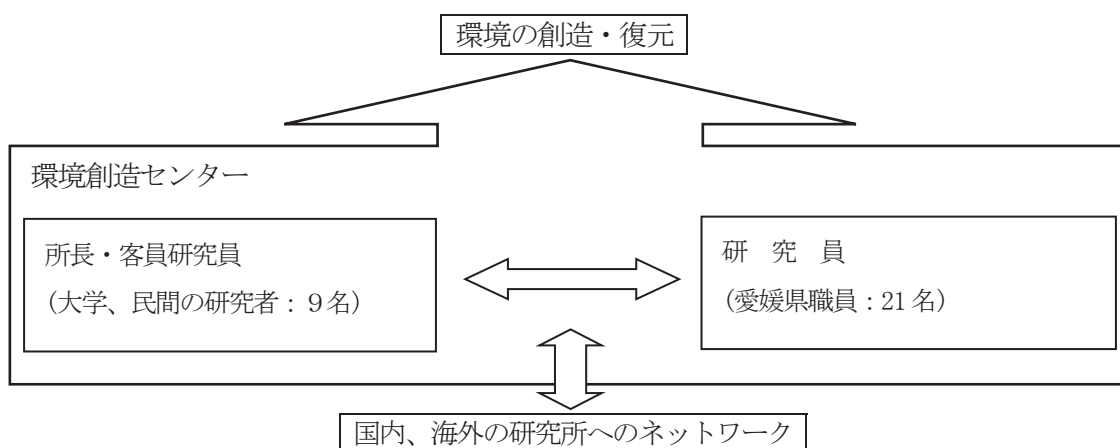 環境の創造・復元
環境創造センター
所長・客員研究員
(大学、民間の研究者：９名)
研　究　員
(愛媛県職員：21名)
国内、海外の研究所へのネットワーク